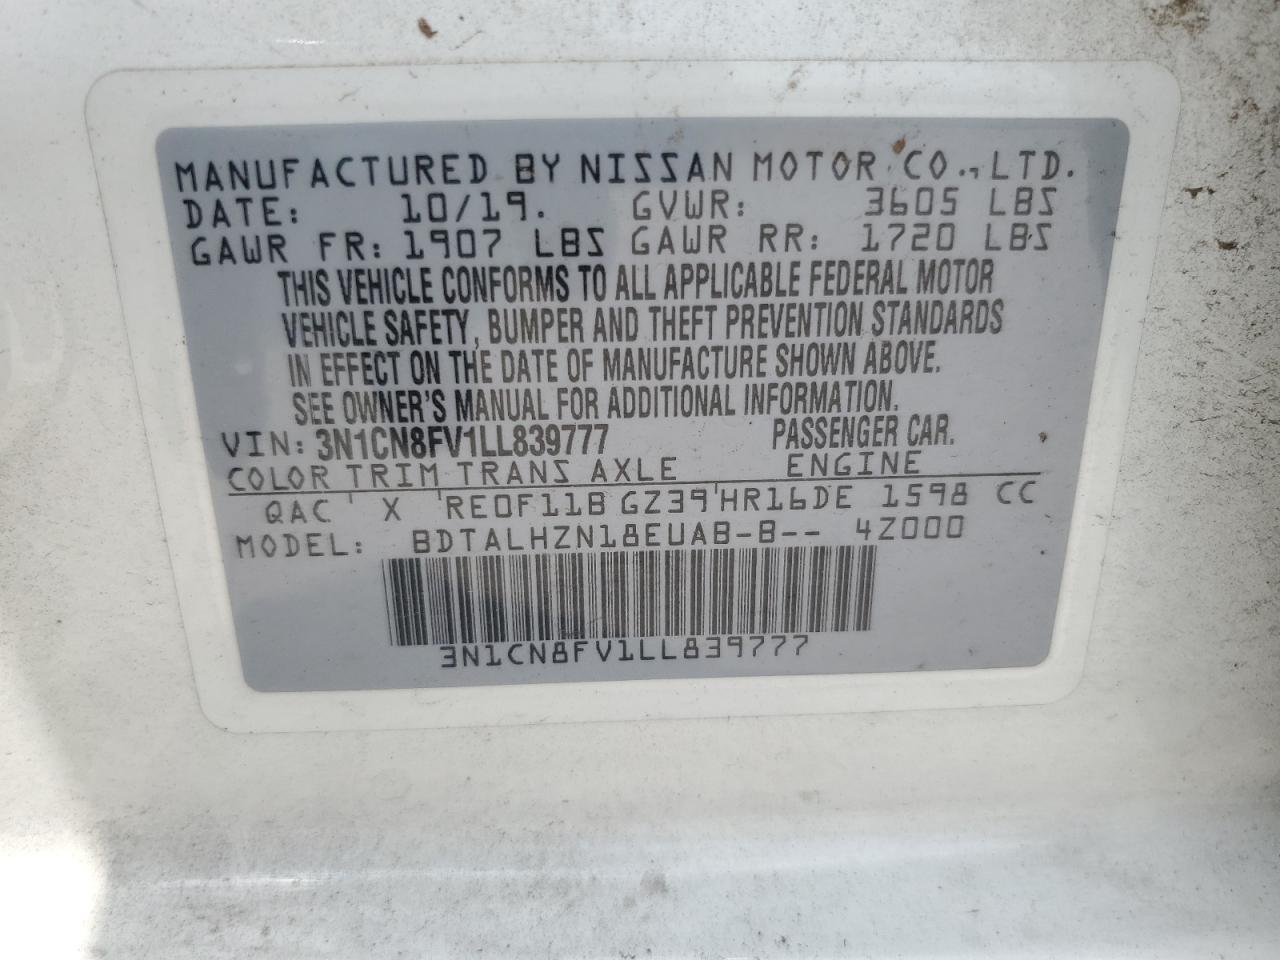 MANUFACTURED BY NISSAN MOTOR CO., LTD.
DATE: 10/19. GVWR: 3605 LBS
GAWR FR: 1907 LBS GAWR RR: 1720 LBS
THIS VEHICLE CONFORMS TO ALL APPLICABLE FEDERAL MOTOR
VEHICLE SAFETY, BUMPER AND THEFT PREVENTION STANDARDS
IN EFFECT ON THE DATE OF MANUFACTURE SHOWN ABOVE.
SEE OWNER'S MANUAL FOR ADDITIONAL INFORMATION.
VIN: 3N1CN8FV1LL839777 PASSENGER CAR.
COLOR TRIM TRANS AXLE ENGINE
QAC X RE0F11B GZ39 HR16DE 1598 CC
MODEL: BDTALHZN18EUAB-B-- 4Z000
3N1CN8FV1LL839777